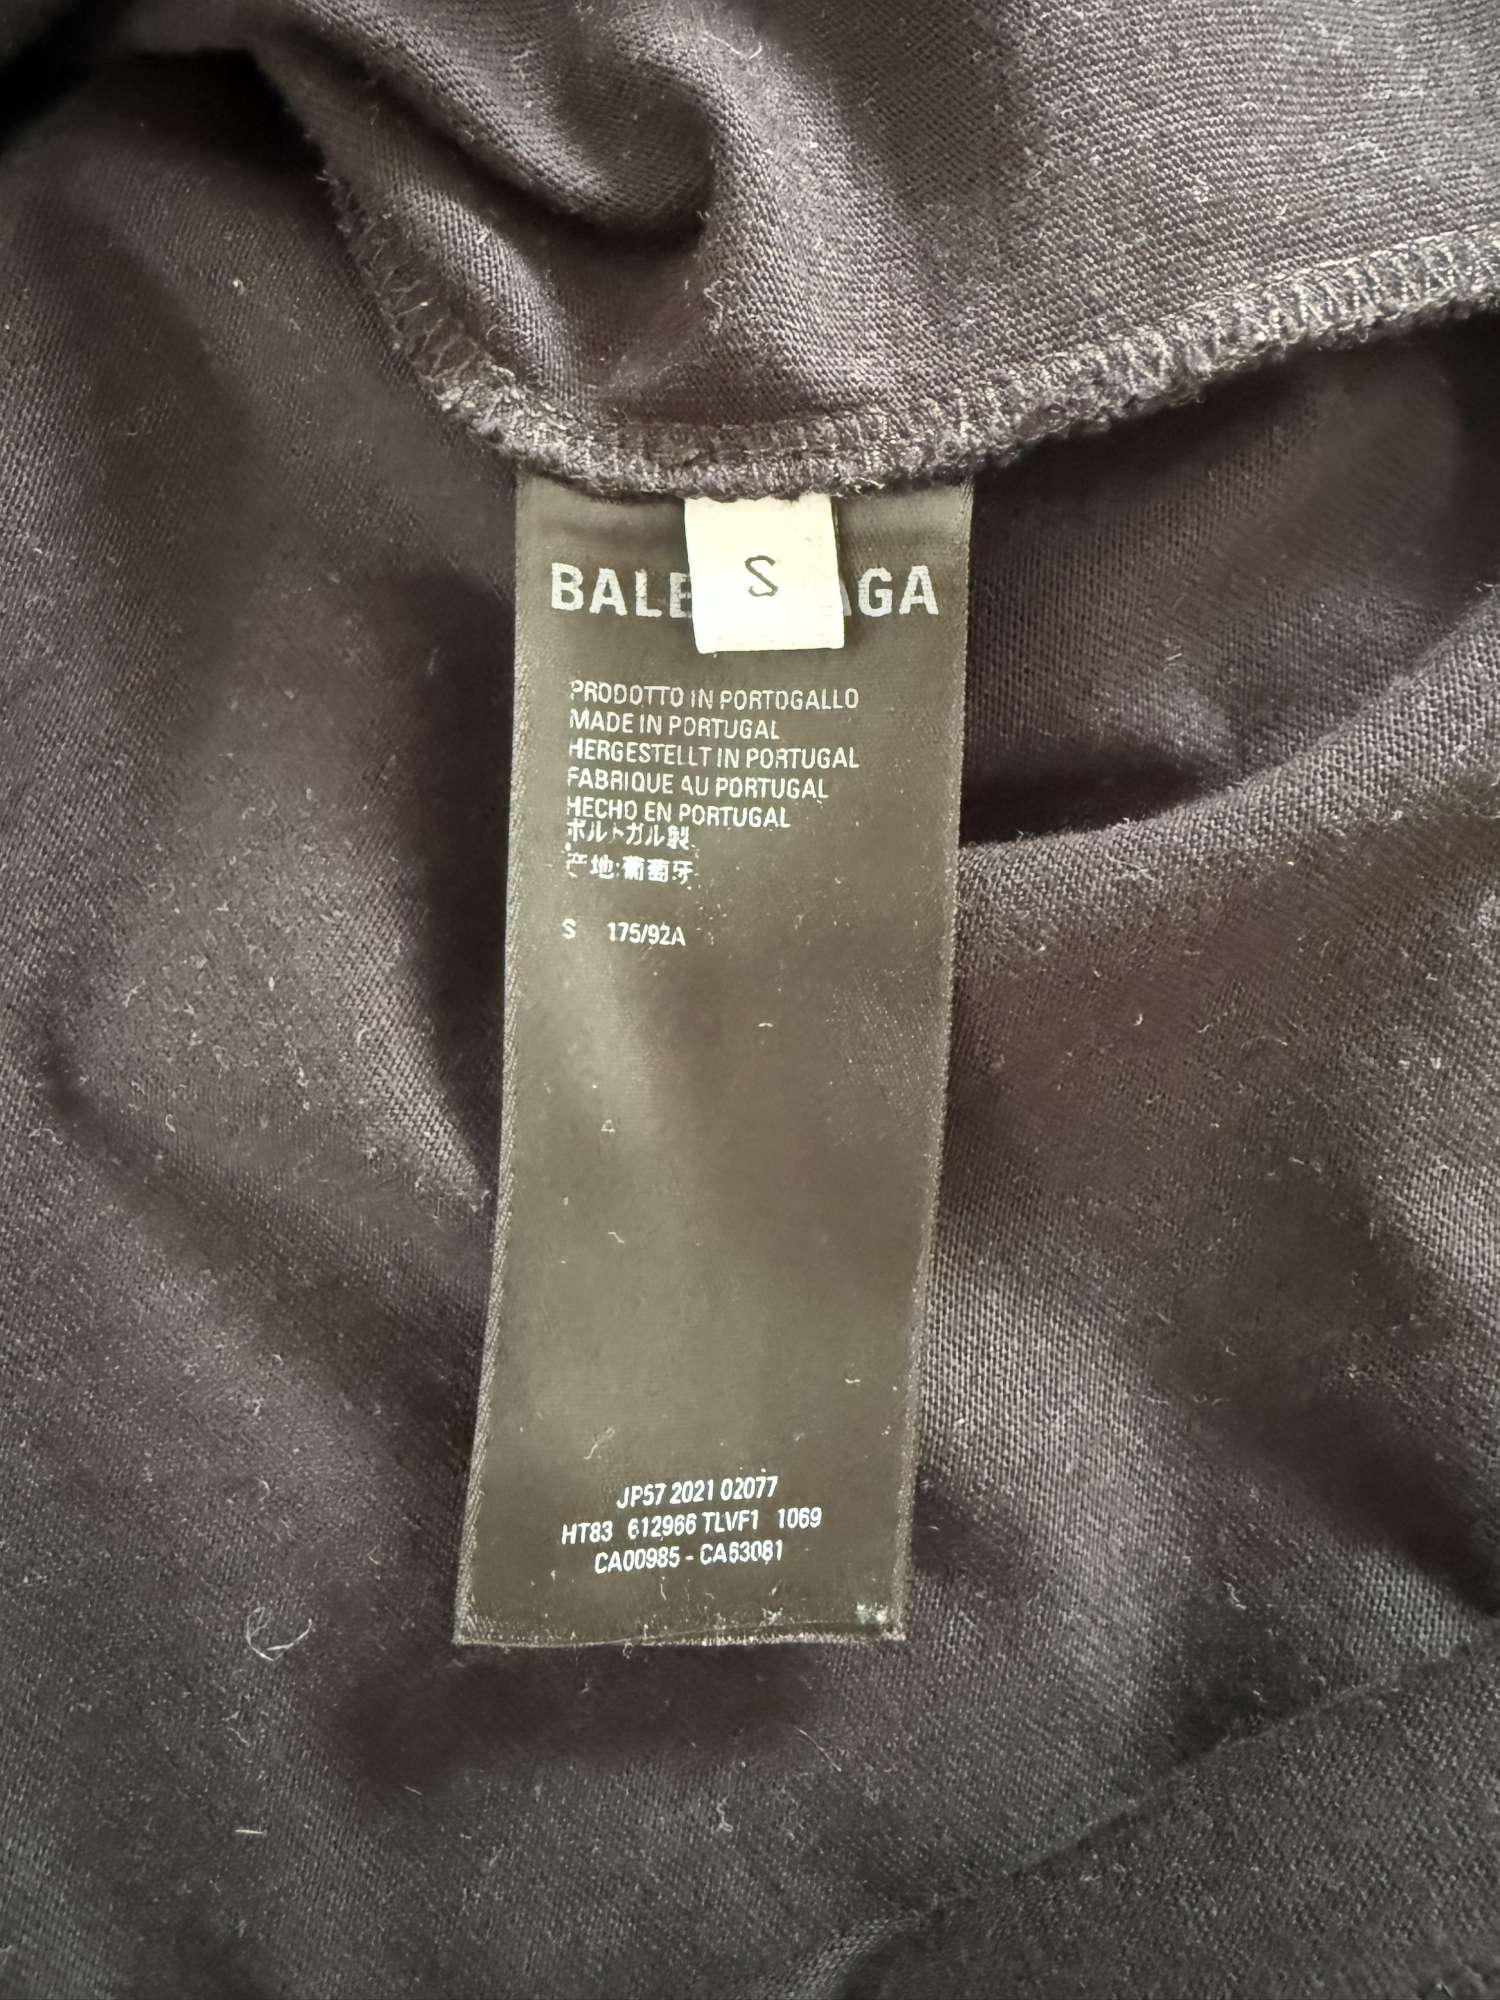 S
BALE AGA
PRODOTTO IN PORTOGALLO
MADE IN PORTUGAL
HERGESTELLT IN PORTUGAL
FABRIQUE AU PORTUGAL
HECHO EN PORTUGAL
ポルトガル製
产地:葡萄牙
S 175/92A
JP57 2021 02077
HT83 612966 TLVF1 1069
CA00985 - CA63081